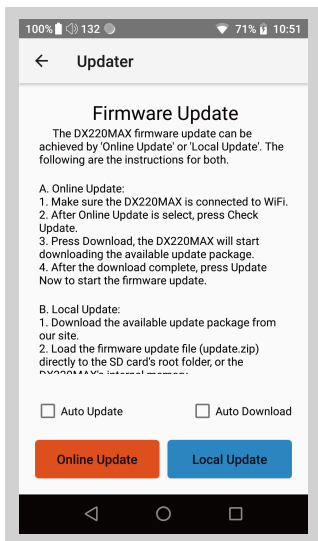 100% 132 71% 10:51
Updater
Firmware Update
The DX220MAX firmware update can be
achieved by 'Online Update' or 'Local Update'. The
following are the instructions for both.
A. Online Update:
1. Make sure the DX220MAX is connected to WiFi.
2. After Online Update is select, press Check
Update.
3. Press Download, the DX220MAX will start
downloading the available update package.
4. After the download complete, press Update
Now to start the firmware update.
B. Local Update:
1. Download the available update package from
our site.
2. Load the firmware update file (update.zip)
directly to the SD card's root folder, or the
DX220MAX's internal memory
Auto Update Auto Download
Online Update Local Update